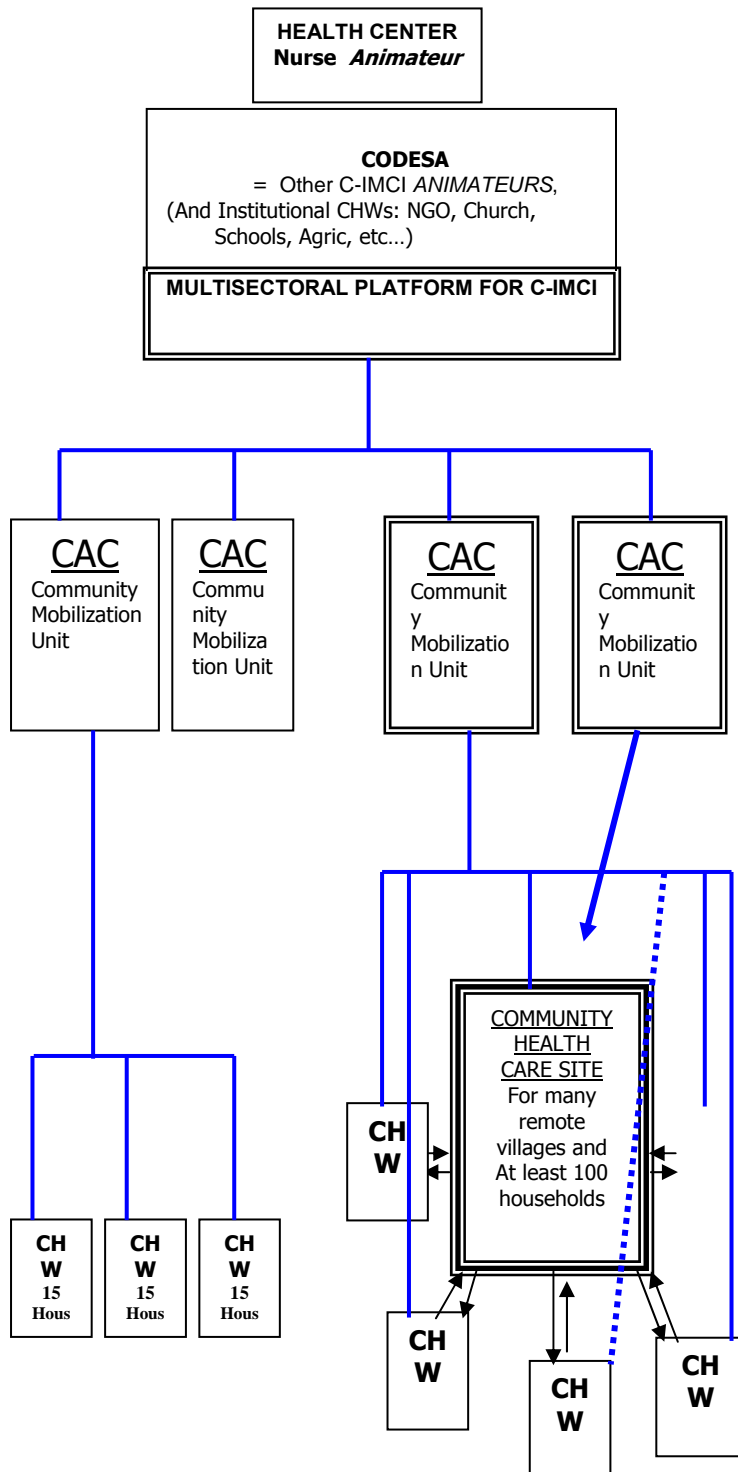 HEALTH CENTER
Nurse Animateur
CODESA
= Other C-IMCI ANIMATEURS,
(And Institutional CHWs: NGO, Church,
Schools, Agric, etc…)
MULTISECTORAL PLATFORM FOR C-IMCI
CAC
Community
Mobilization
Unit
CAC
Commu
nity
Mobiliza
tion Unit
CAC
Communit
y
Mobilizatio
n Unit
CAC
Communit
y
Mobilizatio
n Unit
COMMUNITY
HEALTH
CARE SITE
For many
remote
villages and
At least 100
households
CH
W
CH
W
15
Hous
CH
W
15
Hous
CH
W
15
Hous
CH
W
CH
W
CH
W